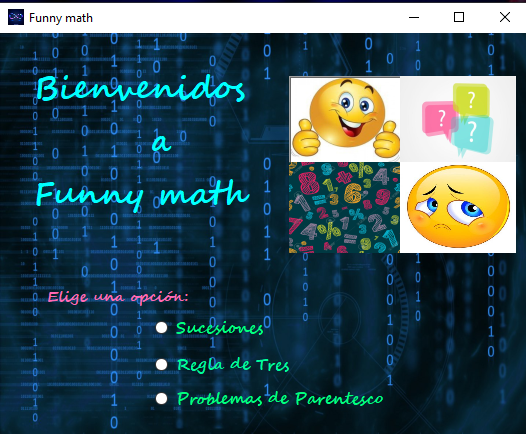 Funny math
Bienvenidos
a
Funny math
? ? ?
Elige una opción:
Sucesiones
Regla de Tres
Problemas de Parentesco